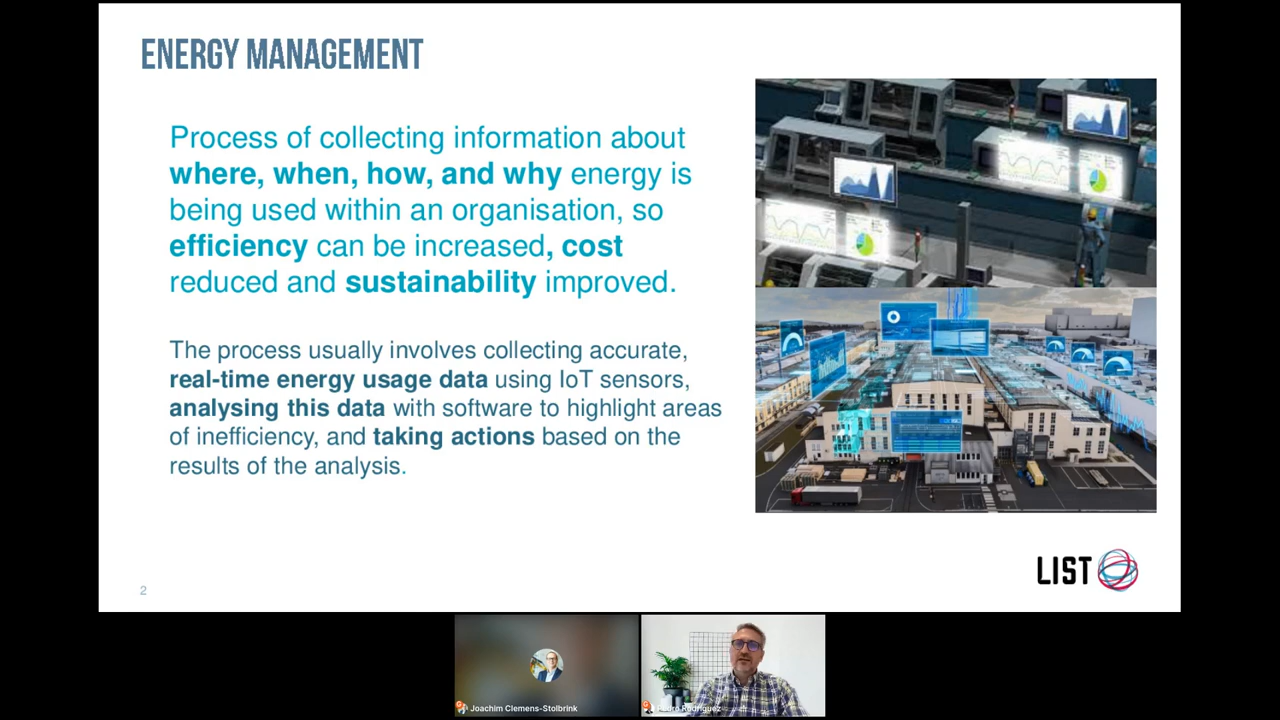 ENERGY MANAGEMENT
Process of collecting information about
where, when, how, and why energy is
being used within an organisation, so
efficiency can be increased, cost
reduced and sustainability improved.
The process usually involves collecting accurate,
real-time energy usage data using IoT sensors,
analysing this data with software to highlight areas
of inefficiency, and taking actions based on the
results of the analysis.
LIST
2
Joachim Clemens-Stolbrink
Pedro Rodriguez